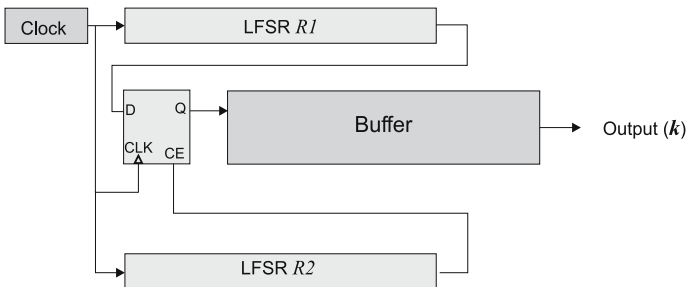 Clock
LFSR R1
D
Q
CLK
CE
Buffer
Output (k)
LFSR R2